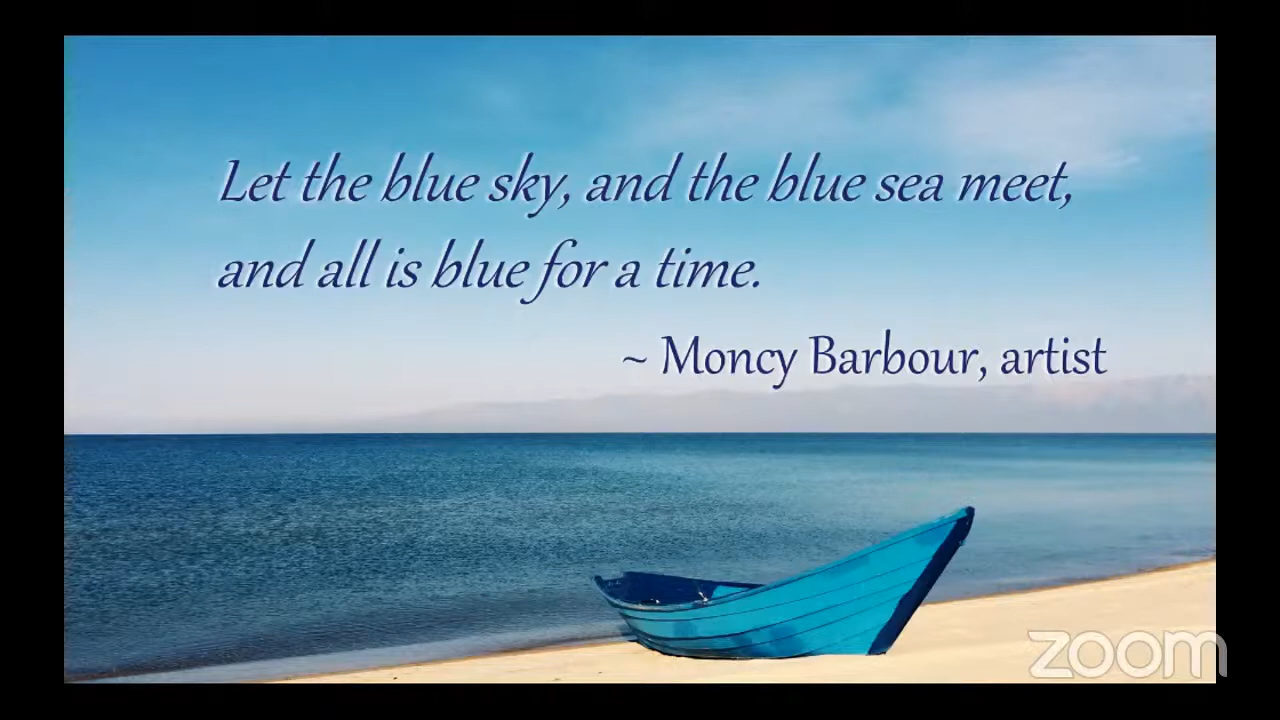 Let the blue sky, and the blue sea meet,
and all is blue for a time.
~ Moncy Barbour, artist
zoom